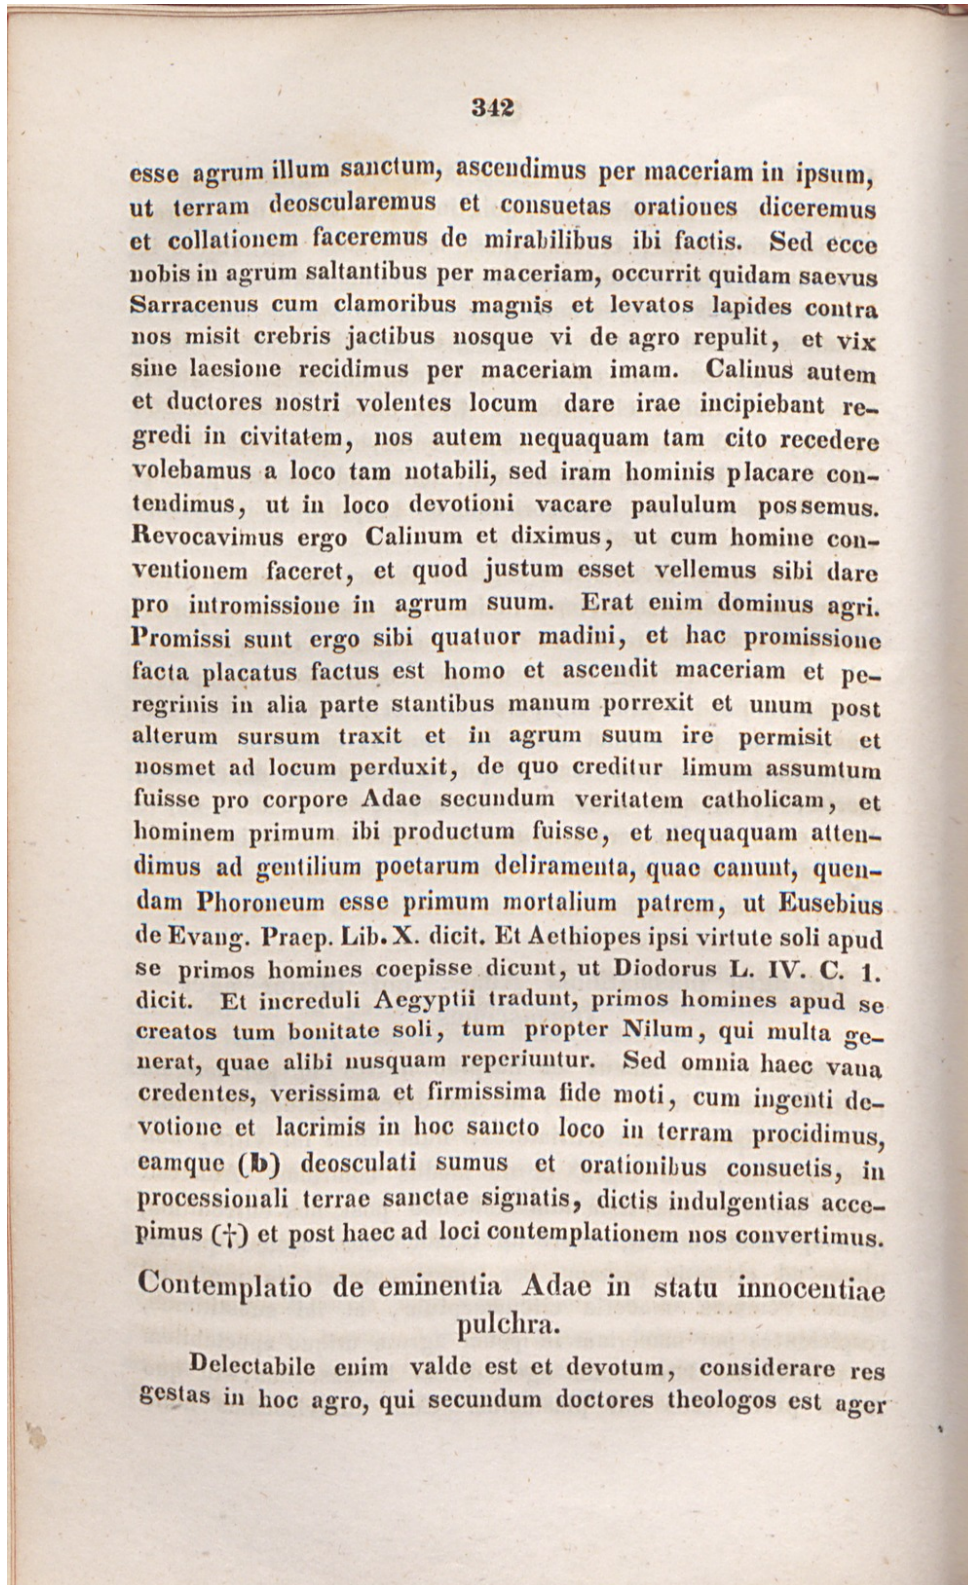 342
esse agrum illum sanctum, ascendimus per maceriam in ipsum,
ut terram deoscularemus et consuetas orationes diceremus
et collationem faceremus de mirabilibus ibi factis. Sed ecce
nobis in agrum saltantibus per maceriam, occurrit quidam saevus
Sarracenus cum clamoribus magnis et levatos lapides contra
nos misit crebris jactibus nosque vi de agro repulit, et vix
sine laesione recidimus per maceriam imam. Calinus autem
et ductores nostri volentes locum dare irae incipiebant re-
gredi in civitatem, nos autem nequaquam tam cito recedere
volebamus a loco tam notabili, sed iram hominis placare con-
tendimus, ut in loco devotioni vacare paululum possemus.
Revocavimus ergo Calinum et diximus, ut cum homine con-
ventionem faceret, et quod justum esset vellemus sibi dare
pro intromissione in agrum suum. Erat enim dominus agri.
Promissi sunt ergo sibi quatuor madini, et hac promissione
facta placatus factus est homo et ascendit maceriam et pe-
regrinis in alia parte stantibus manum porrexit et unum post
alterum sursum traxit et in agrum suum ire permisit et
nosmet ad locum perduxit, de quo creditur limum assumtum
fuisse pro corpore Adae secundum veritatem catholicam, et
hominem primum ibi productum fuisse, et nequaquam atten-
dimus ad gentilium poetarum deliramenta, quae canunt, quen-
dam Phoroneum esse primum mortalium patrem, ut Eusebius
de Evang. Praep. Lib. X. dicit. Et Aethiopes ipsi virtute soli apud
se primos homines coepisse dicunt, ut Diodorus L. IV. C. 1.
dicit. Et increduli Aegyptii tradunt, primos homines apud se
creatos tum bonitate soli, tum propter Nilum, qui multa ge-
nerat, quae alibi nusquam reperiuntur. Sed omnia haec vana
credentes, verissima et firmissima fide moti, cum ingenti de-
votione et lacrimis in hoc sancto loco in terram procidimus,
eamque (b) deosculati sumus et orationibus consuetis, in
processionali terrae sanctae signatis, dictis indulgentias acce-
pimus (†) et post haec ad loci contemplationem nos convertimus.
Contemplatio de eminentia Adae in statu innocentiae
pulchra.
Delectabile enim valde est et devotum, considerare res
gestas in hoc agro, qui secundum doctores theologos est ager